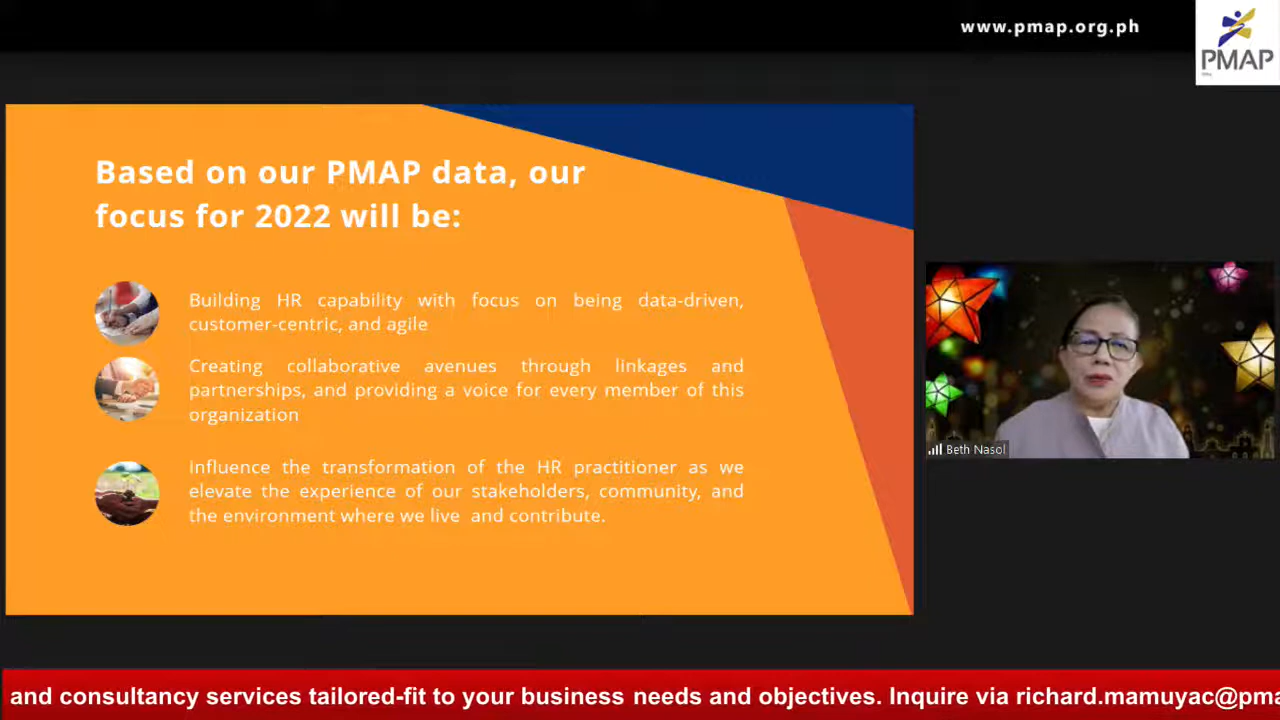 www.pmap.org.ph
PMAP
Based on our PMAP data, our
focus for 2022 will be:
Building HR capability with focus on being data-driven,
customer-centric, and agile
Creating collaborative avenues through linkages and
partnerships, and providing a voice for every member of this
organization
Influence the transformation of the HR practitioner as we
elevate the experience of our stakeholders, community, and
the environment where we live and contribute.
Beth Nasol
and consultancy services tailored-fit to your business needs and objectives. Inquire via richard.mamuyac@pma